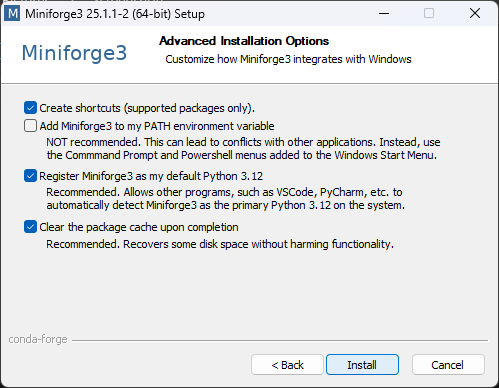 M Miniforge3 25.1.1-2 (64-bit) Setup
Miniforge3
Advanced Installation Options
Customize how Miniforge3 integrates with Windows
Create shortcuts (supported packages only).
Add Miniforge3 to my PATH environment variable
NOT recommended. This can lead to conflicts with other applications. Instead, use
the Commmand Prompt and Powershell menus added to the Windows Start Menu.
Register Miniforge3 as my default Python 3.12
Recommended. Allows other programs, such as VSCode, PyCharm, etc. to
automatically detect Miniforge3 as the primary Python 3.12 on the system.
Clear the package cache upon completion
Recommended. Recovers some disk space without harming functionality.
conda-forge
< Back Install Cancel